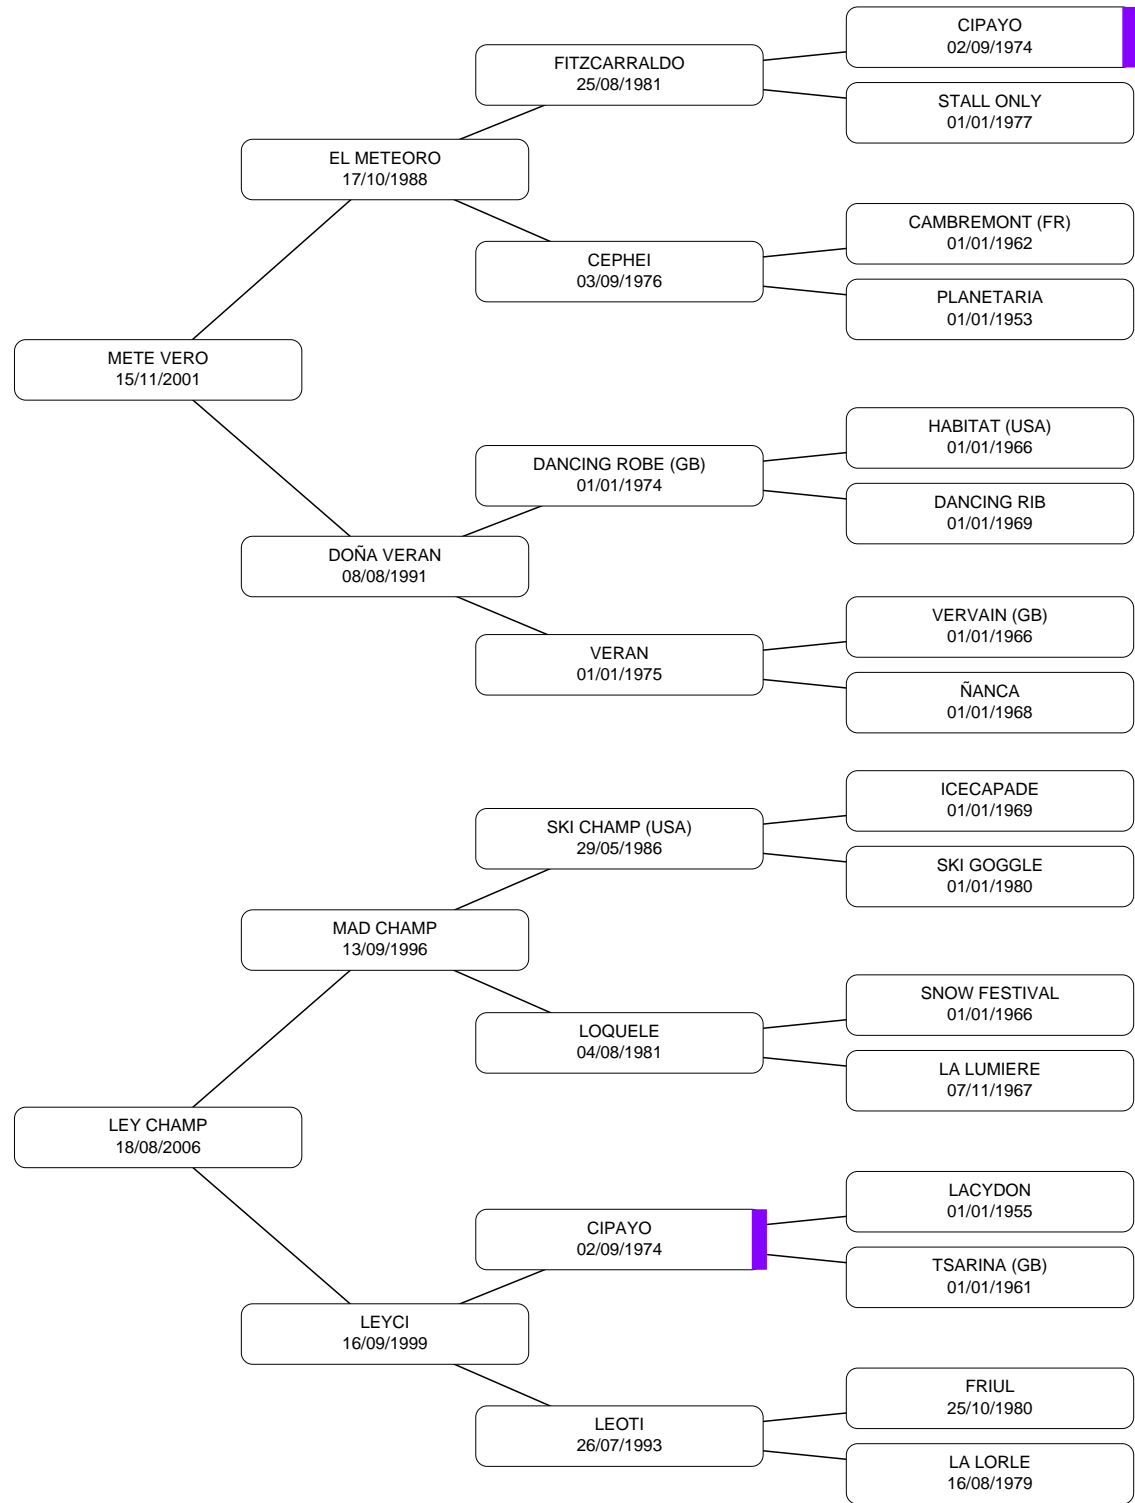 CIPAYO
02/09/1974
FITZCARRALDO
25/08/1981
STALL ONLY
01/01/1977
EL METEORO
17/10/1988
CAMBREMONT (FR)
01/01/1962
CEPHEI
03/09/1976
PLANETARIA
01/01/1953
METE VERO
15/11/2001
HABITAT (USA)
01/01/1966
DANCING ROBE (GB)
01/01/1974
DANCING RIB
01/01/1969
DOÑA VERAN
08/08/1991
VERVAIN (GB)
01/01/1966
VERAN
01/01/1975
ÑANCA
01/01/1968
ICECAPADE
01/01/1969
SKI CHAMP (USA)
29/05/1986
SKI GOGGLE
01/01/1980
MAD CHAMP
13/09/1996
SNOW FESTIVAL
01/01/1966
LOQUELE
04/08/1981
LA LUMIERE
07/11/1967
LEY CHAMP
18/08/2006
LACYDON
01/01/1955
CIPAYO
02/09/1974
TSARINA (GB)
01/01/1961
LEYCI
16/09/1999
FRIUL
25/10/1980
LEOTI
26/07/1993
LA LORLE
16/08/1979